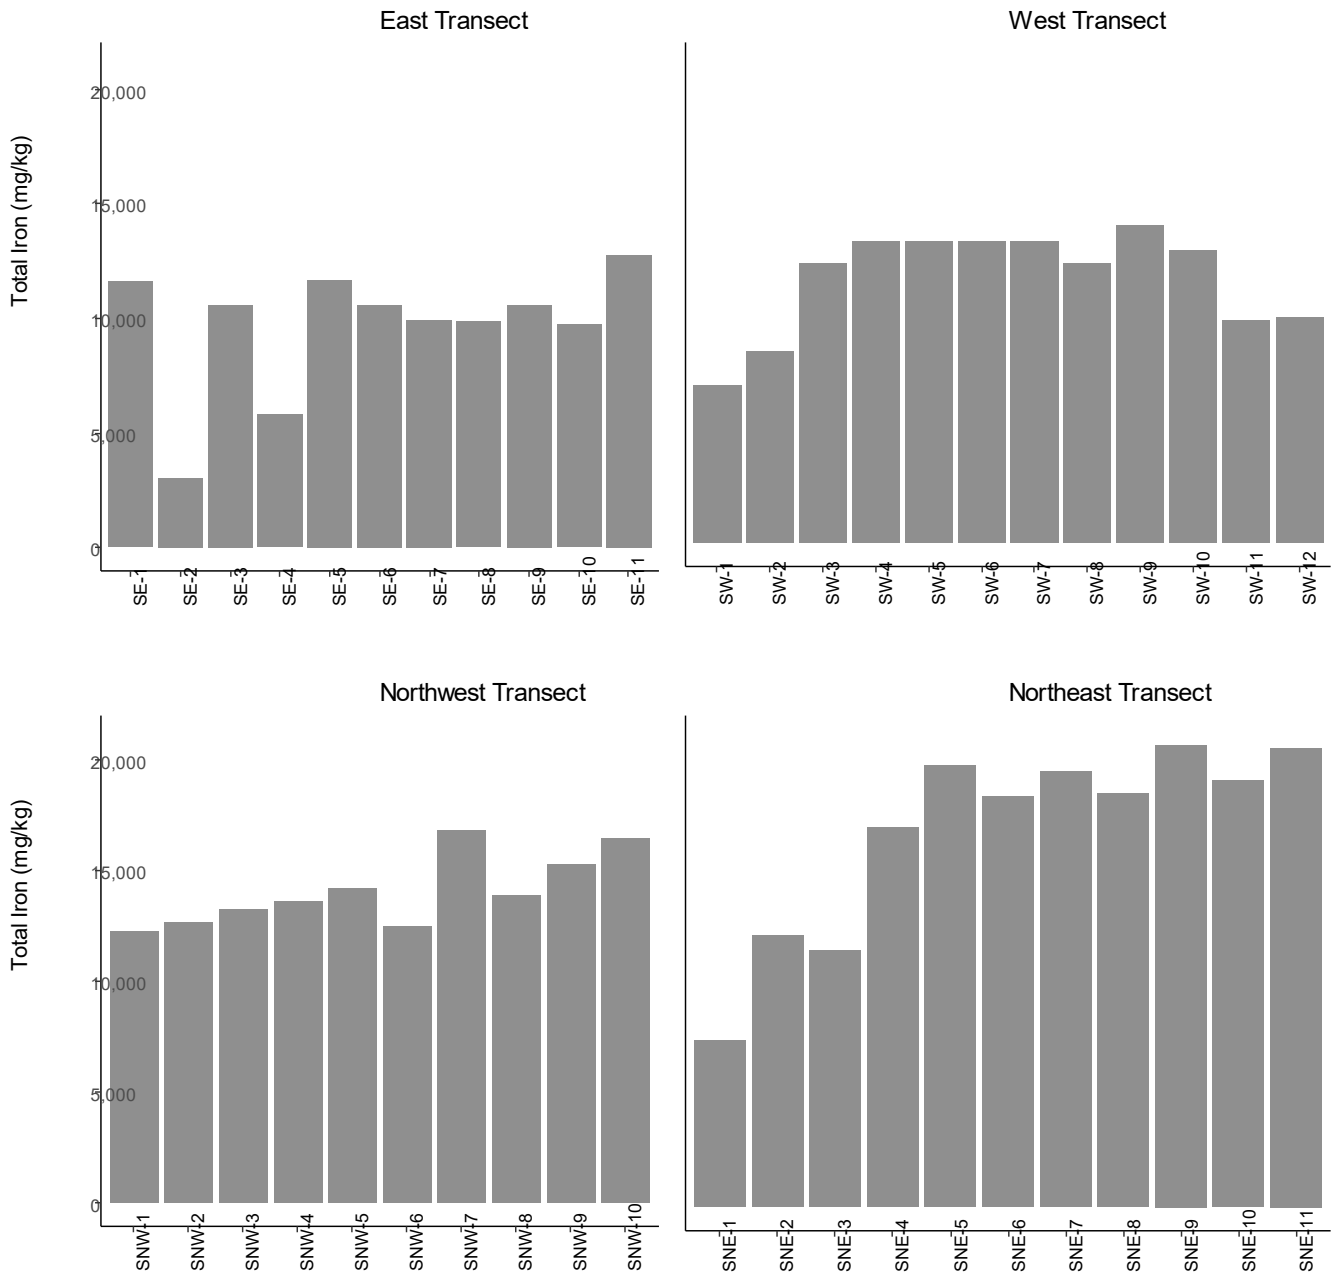 East Transect
West Transect
Total Iron (mg/kg)
20,000
15,000
10,000
5,000
0
SE-1
SE-2
SE-3
SE-4
SE-5
SE-6
SE-7
SE-8
SE-9
SE-10
SE-11
SW-1
SW-2
SW-3
SW-4
SW-5
SW-6
SW-7
SW-8
SW-9
SW-10
SW-11
SW-12
Northwest Transect
Northeast Transect
Total Iron (mg/kg)
20,000
15,000
10,000
5,000
0
SNW-1
SNW-2
SNW-3
SNW-4
SNW-5
SNW-6
SNW-7
SNW-8
SNW-9
SNW-10
SNE-1
SNE-2
SNE-3
SNE-4
SNE-5
SNE-6
SNE-7
SNE-8
SNE-9
SNE-10
SNE-11